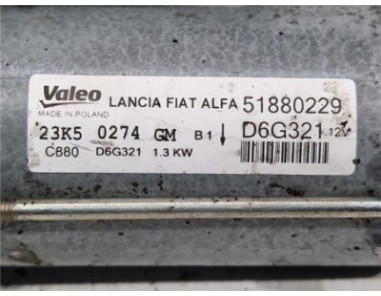 Valeo LANCIA FIAT ALFA 51880229
MADE IN POLAND
23K5 0274 GM B1 ↓ D6G321 12V
C880 D6G321 1.3 KW